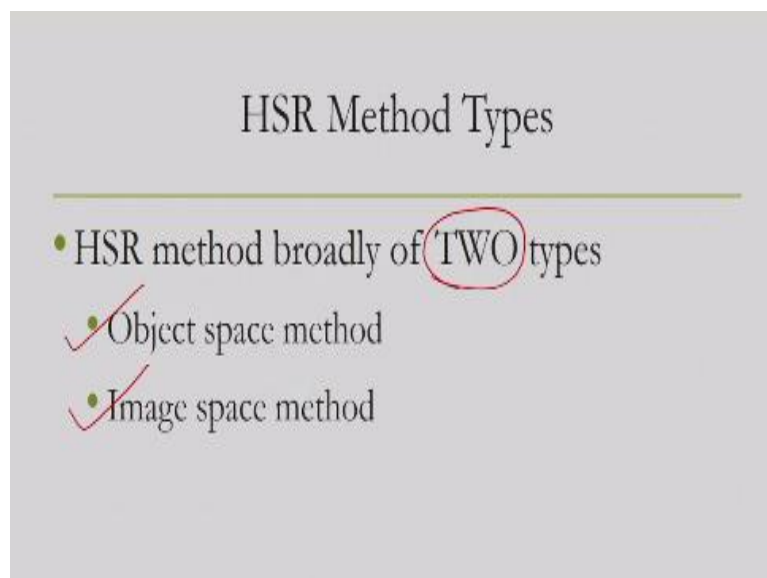 HSR Method Types
• HSR method broadly of TWO types
• Object space method
• Image space method